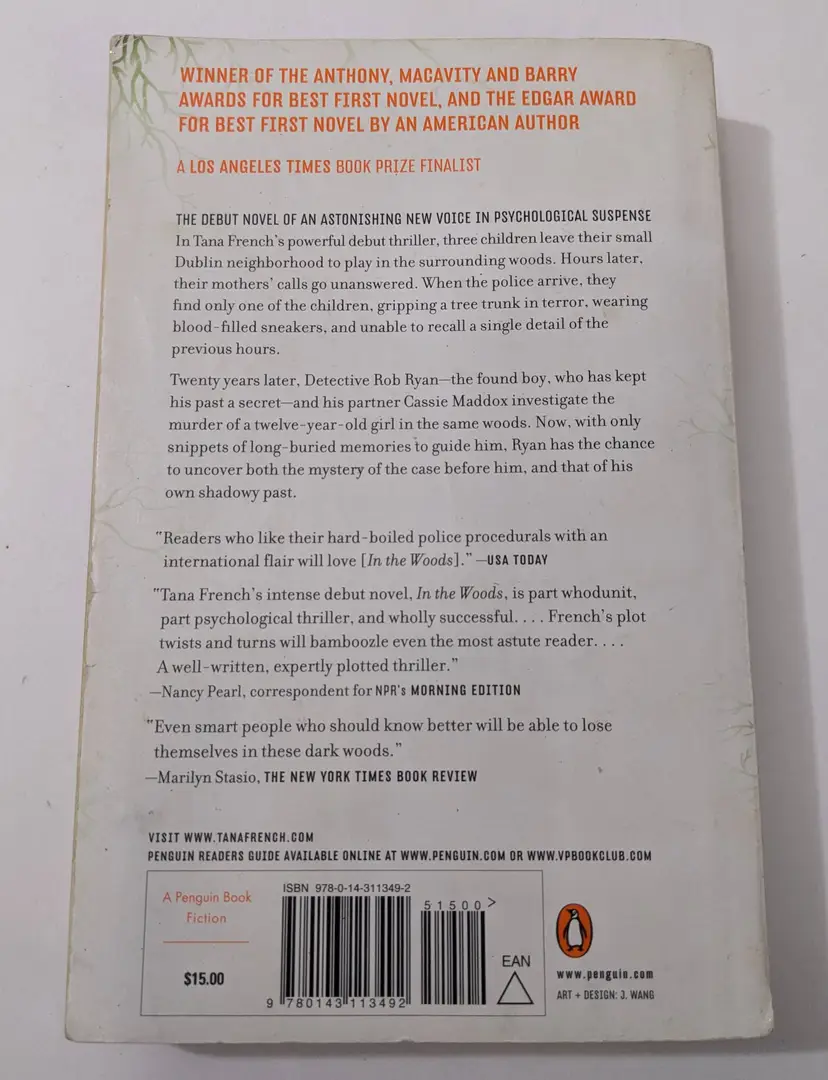 WINNER OF THE ANTHONY, MACAVITY AND BARRY
AWARDS FOR BEST FIRST NOVEL, AND THE EDGAR AWARD
FOR BEST FIRST NOVEL BY AN AMERICAN AUTHOR
A LOS ANGELES TIMES BOOK PRIZE FINALIST
THE DEBUT NOVEL OF AN ASTONISHING NEW VOICE IN PSYCHOLOGICAL SUSPENSE
In Tana French's powerful debut thriller, three children leave their small
Dublin neighborhood to play in the surrounding woods. Hours later,
their mothers' calls go unanswered. When the police arrive, they
find only one of the children, gripping a tree trunk in terror, wearing
blood-filled sneakers, and unable to recall a single detail of the
previous hours.
Twenty years later, Detective Rob Ryan—the found boy, who has kept
his past a secret—and his partner Cassie Maddox investigate the
murder of a twelve-year-old girl in the same woods. Now, with only
snippets of long-buried memories to guide him, Ryan has the chance
to uncover both the mystery of the case before him, and that of his
own shadowy past.
"Readers who like their hard-boiled police procedurals with an
international flair will love [In the Woods]." —USA TODAY
"Tana French's intense debut novel, In the Woods, is part whodunit,
part psychological thriller, and wholly successful. . . . French's plot
twists and turns will bamboozle even the most astute reader. . . .
A well-written, expertly plotted thriller."
—Nancy Pearl, correspondent for NPR's MORNING EDITION
"Even smart people who should know better will be able to lose
themselves in these dark woods."
—Marilyn Stasio, THE NEW YORK TIMES BOOK REVIEW
VISIT WWW.TANAFRENCH.COM
PENGUIN READERS GUIDE AVAILABLE ONLINE AT WWW.PENGUIN.COM OR WWW.VPBOOKCLUB.COM
A Penguin Book
Fiction
$15.00
ISBN 978-0-14-311349-2
51500>
9 780143 113492
EAN
www.penguin.com
ART + DESIGN: J. WANG